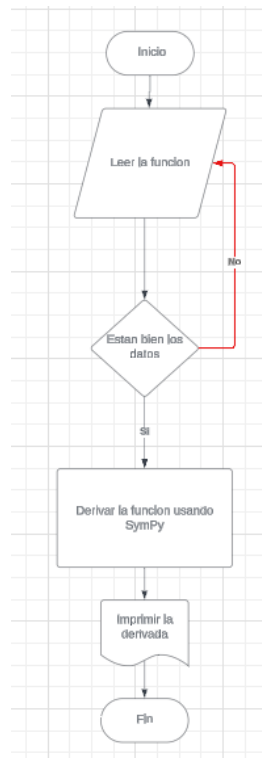 Inicio
Leer la funcion
No
Estan bien los
datos
Si
Derivar la funcion usando
SymPy
Imprimir la
derivada
Fin